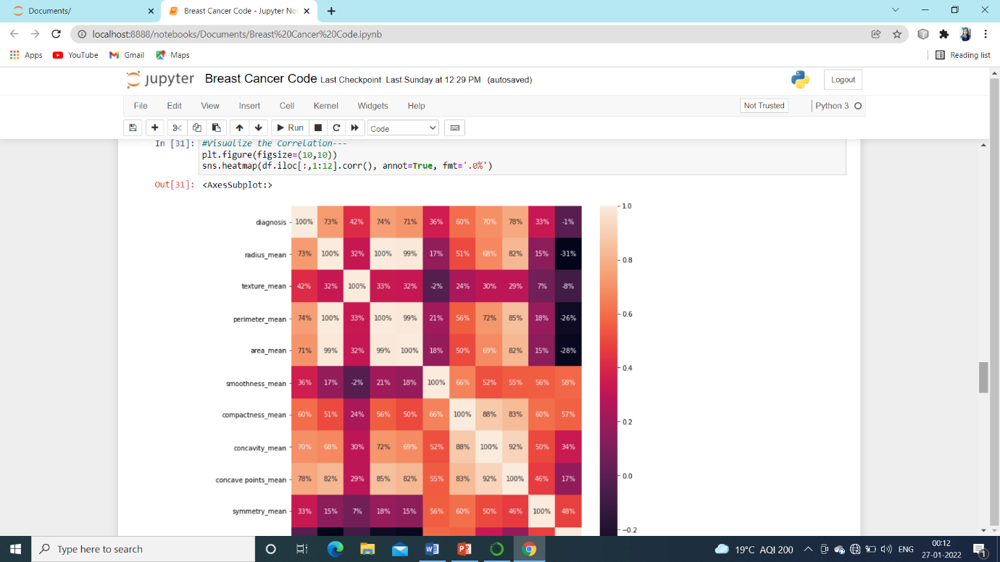 Documents/
Breast Cancer Code - Jupyter No
localhost:8888/notebooks/Documents/Breast%20Cancer%20Code.ipynb
Apps YouTube Gmail Maps Reading list
jupyter Breast Cancer Code Last Checkpoint: Last Sunday at 12:29 PM (autosaved) Logout
File Edit View Insert Cell Kernel Widgets Help Not Trusted Python 3
Run Code
In [31]: #Visualize the Correlation---
plt.figure(figsize=(10,10))
sns.heatmap(df.iloc[:,1:12].corr(), annot=True, fmt='.0%')
Out[31]: <AxesSubplot:>
diagnosis 100% 73% 42% 74% 71% 36% 60% 70% 78% 33% -1%
radius_mean 73% 100% 32% 100% 99% 17% 51% 68% 82% 15% -31%
texture_mean 42% 32% 100% 33% 32% -2% 24% 30% 29% 7% -8%
perimeter_mean 74% 100% 33% 100% 99% 21% 56% 72% 85% 18% -26%
area_mean 71% 99% 32% 99% 100% 18% 50% 69% 82% 15% -28%
smoothness_mean 36% 17% -2% 21% 18% 100% 66% 52% 55% 56% 58%
compactness_mean 60% 51% 24% 56% 50% 66% 100% 88% 83% 60% 57%
concavity_mean 70% 68% 30% 72% 69% 52% 88% 100% 92% 50% 34%
concave points_mean 78% 82% 29% 85% 82% 55% 83% 92% 100% 46% 17%
symmetry_mean 33% 15% 7% 18% 15% 56% 60% 50% 46% 100% 48%
1.0
0.8
0.6
0.4
0.2
0.0
-0.2
Type here to search
19°C AQI 200
ENG
00:12
27-01-2022
1